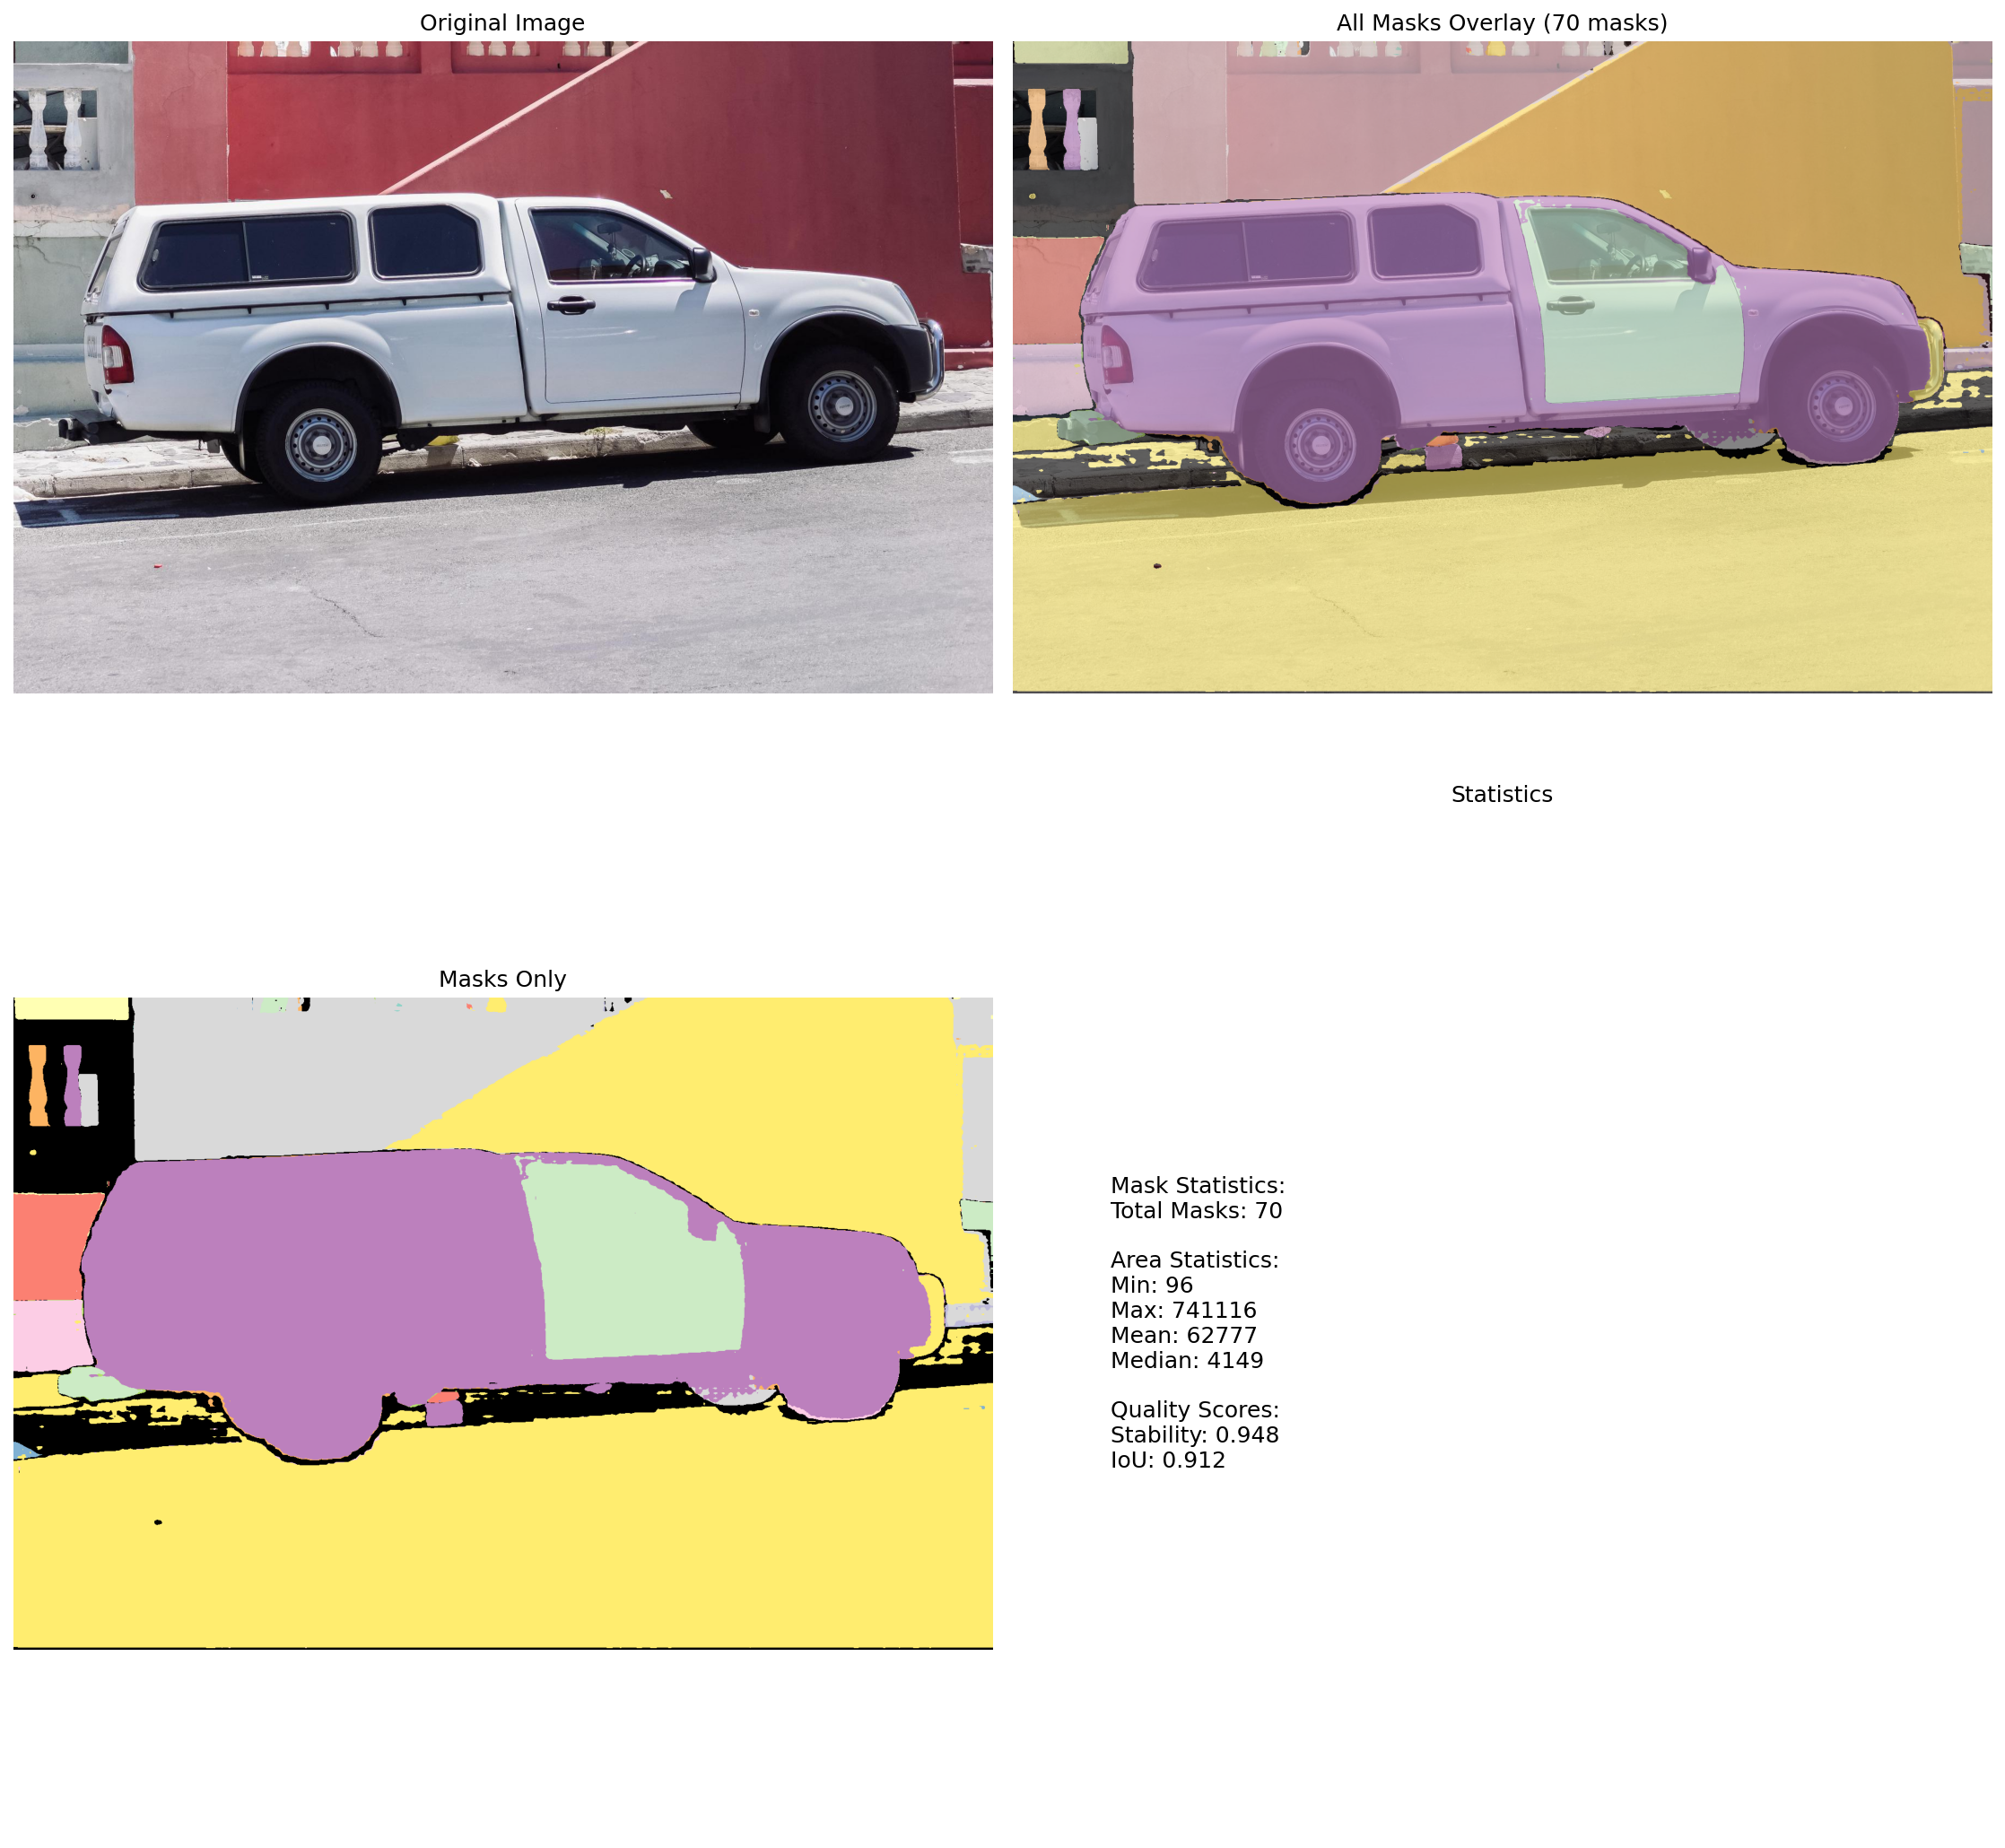 Original Image
All Masks Overlay (70 masks)
Statistics
Masks Only
Mask Statistics:
Total Masks: 70
Area Statistics:
Min: 96
Max: 741116
Mean: 62777
Median: 4149
Quality Scores:
Stability: 0.948
IoU: 0.912